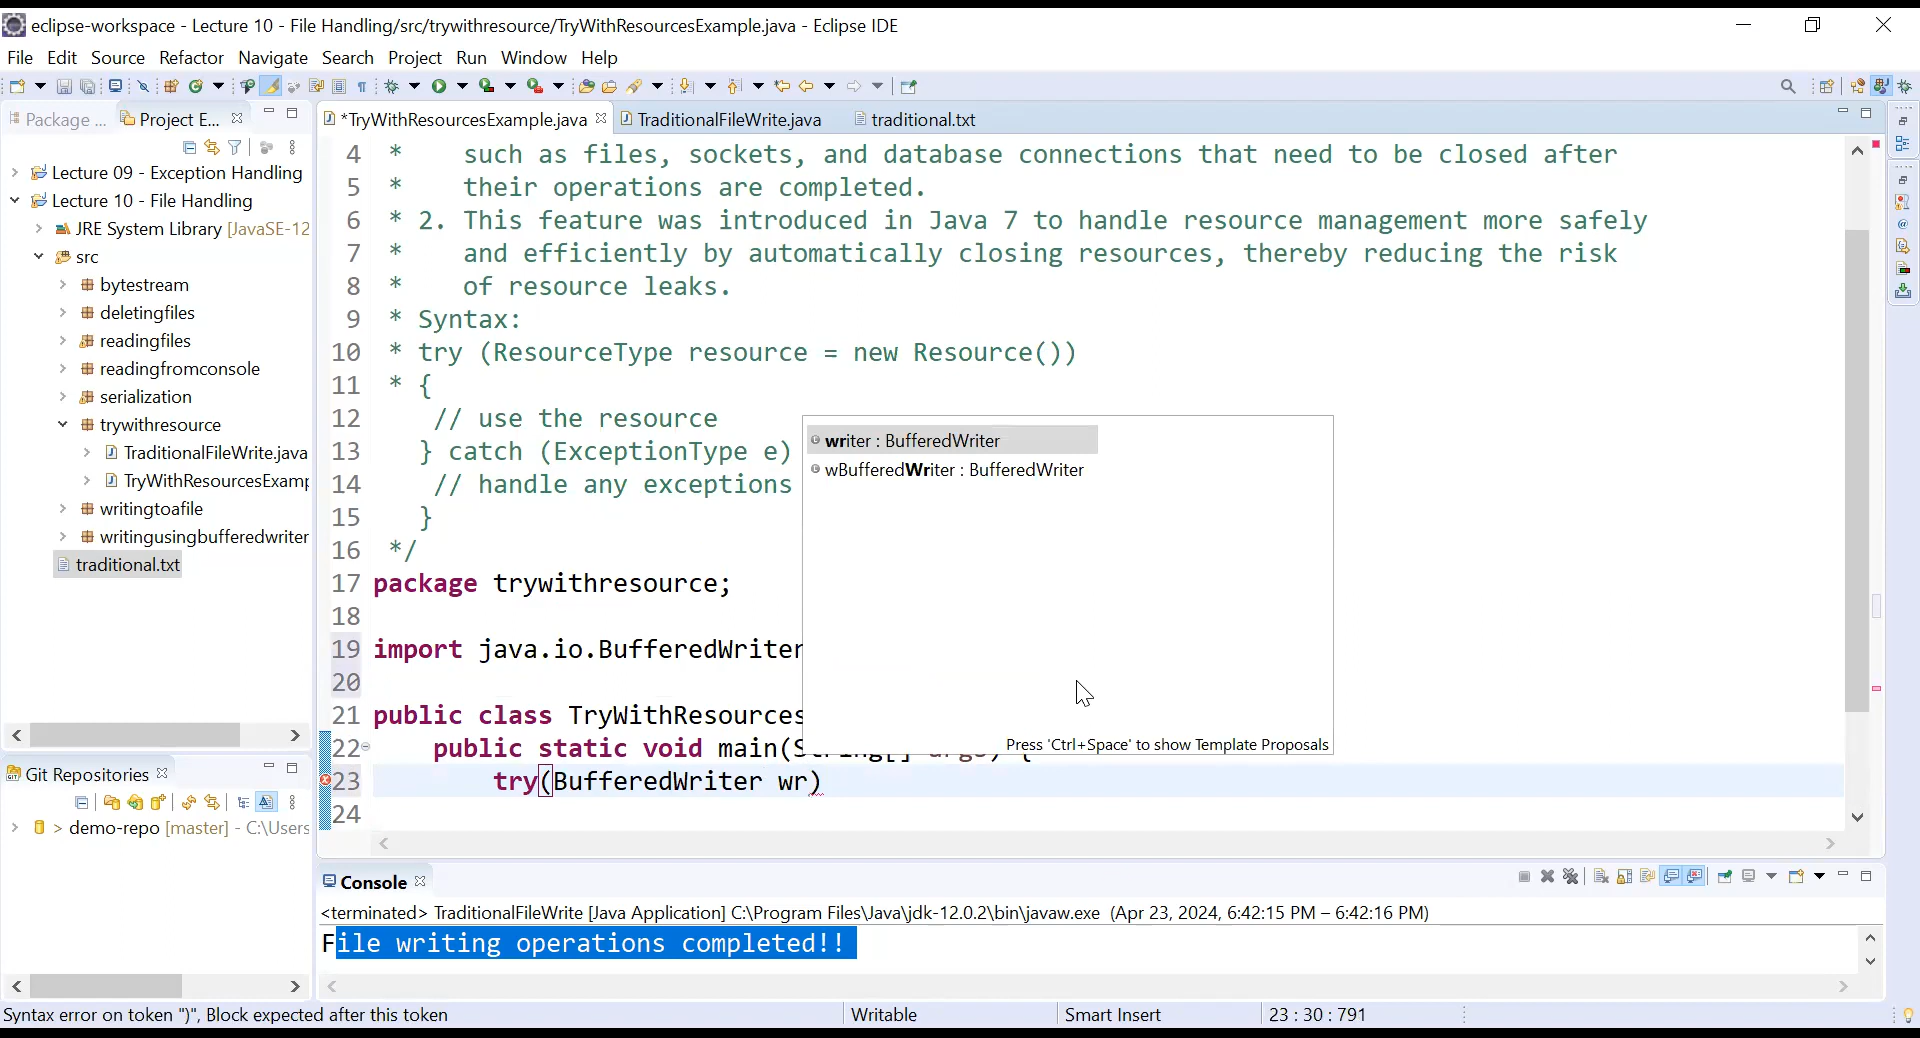 eclipse-workspace - Lecture 10 - File Handling/src/trywithresource/TryWithResourcesExample.java - Eclipse IDE
File Edit Source Refactor Navigate Search Project Run Window Help
Package ... Project E...
*TryWithResourcesExample.java TraditionalFileWrite.java traditional.txt
Lecture 09 - Exception Handling
Lecture 10 - File Handling
JRE System Library [JavaSE-12
src
bytestream
deletingfiles
readingfiles
readingfromconsole
serialization
trywithresource
TraditionalFileWrite.java
TryWithResourcesExamp
writingtoafile
writingusingbufferedwriter
traditional.txt
4 * such as files, sockets, and database connections that need to be closed after
5 * their operations are completed.
6 * 2. This feature was introduced in Java 7 to handle resource management more safely
7 * and efficiently by automatically closing resources, thereby reducing the risk
8 * of resource leaks.
9 * Syntax:
10 * try (ResourceType resource = new Resource())
11 * {
12 // use the resource
13 } catch (ExceptionType e)
14 // handle any exceptions
15 }
16 */
17 package trywithresource;
18
19 import java.io.BufferedWriter
20
21 public class TryWithResources
22 public static void main(String[] args) {
23 try(BufferedWriter wr)
24
writer : BufferedWriter
wBufferedWriter : BufferedWriter
Press 'Ctrl+Space' to show Template Proposals
Git Repositories
> demo-repo [master] - C:\Users
Console
<terminated> TraditionalFileWrite [Java Application] C:\Program Files\Java\jdk-12.0.2\bin\javaw.exe (Apr 23, 2024, 6:42:15 PM – 6:42:16 PM)
File writing operations completed!!
Syntax error on token ")", Block expected after this token
Writable
Smart Insert
23 : 30 : 791